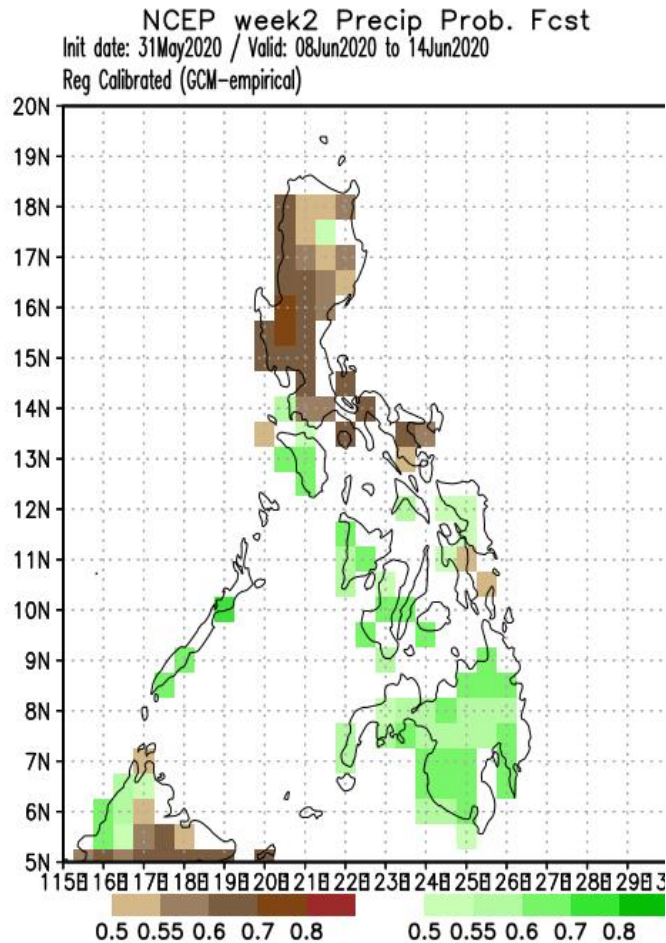 NCEP week2 Precip Prob. Fcst
Init date: 31May2020 / Valid: 08Jun2020 to 14Jun2020
Reg Calibrated (GCM-empirical)
20N
19N
18N
17N
16N
15N
14N
13N
12N
11N
10N
9N
8N
7N
6N
5N
0.5 0.55 0.6 0.7 0.8
0.5 0.55 0.6 0.7 0.8